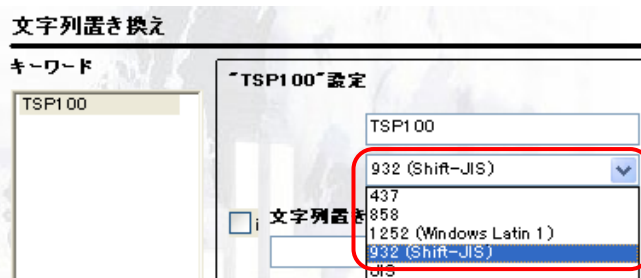 文字列置き換え
キーワード
TSP100
"TSP100"設定
TSP100
932 (Shift-JIS)
437
858
1252 (Windows Latin 1)
932 (Shift-JIS)
JIS
i 文字列置き